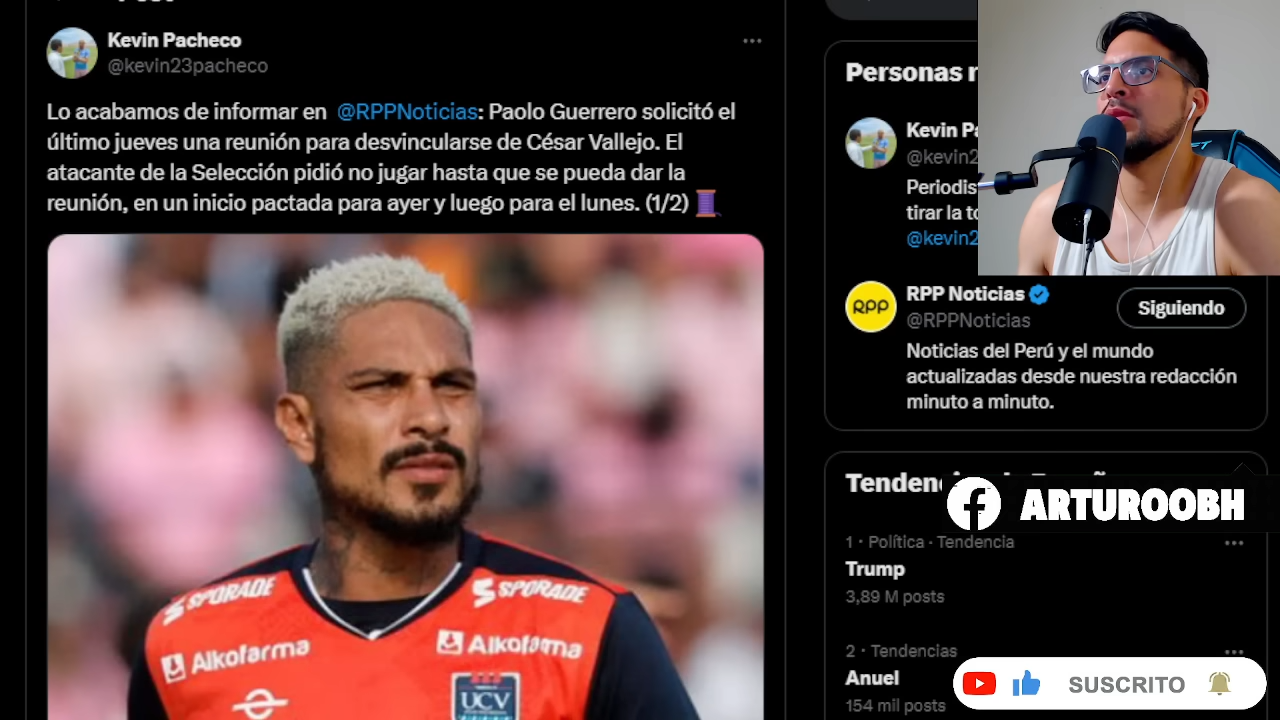 Kevin Pacheco
@kevin23pacheco
Lo acabamos de informar en @RPPNoticias: Paolo Guerrero solicitó el
último jueves una reunión para desvincularse de César Vallejo. El
atacante de la Selección pidió no jugar hasta que se pueda dar la
reunión, en un inicio pactada para ayer y luego para el lunes. (1/2)
SPORADE
SPORADE
Alkofarma
Alkofarma
UCV
Personas
Kevin
@kevin2
tirar la
@kevin2
RPP
RPP Noticias
@RPPNoticias
Siguiendo
Noticias del Perú y el mundo
actualizadas desde nuestra redacción
minuto a minuto.
ARTUROOBH
1 · Política · Tendencia
Trump
3,89 M posts
2 · Tendencias
Anuel
154 mil posts
SUSCRITO